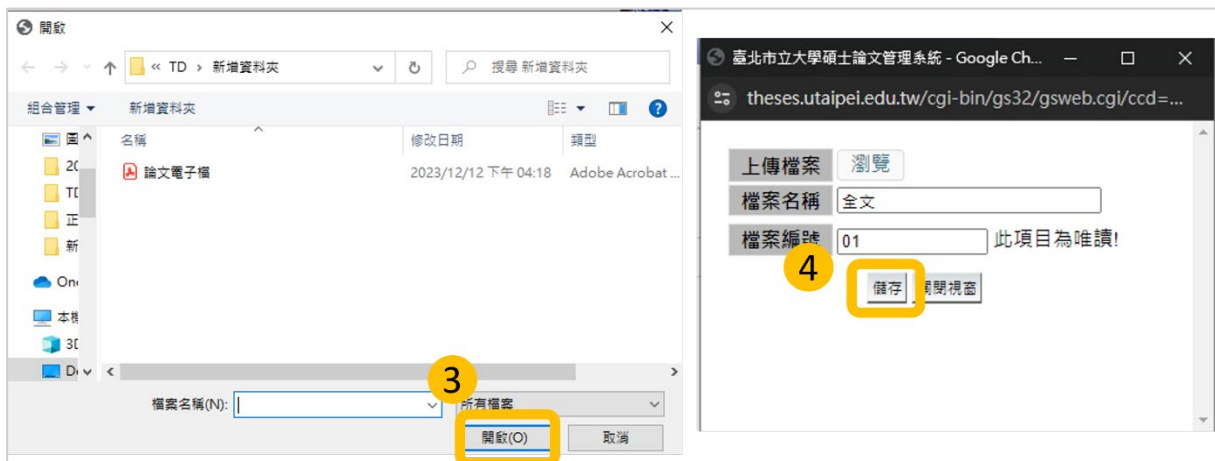 開啟
« TD › 新增資料夾
搜尋 新增資料夾
組合管理
新增資料夾
名稱
修改日期
類型
論文電子檔
2023/12/12 下午 04:18
Adobe Acrobat ...
20
正
新
本機
3D
3
檔案名稱(N):
所有檔案
開啟(O)
取消
臺北市立大學碩士論文管理系統 - Google Ch...
theses.utaipei.edu.tw/cgi-bin/gs32/gsweb.cgi/ccd=...
上傳檔案
瀏覽
檔案名稱
全文
檔案編號
01
此項目為唯讀!
4
儲存
關閉視窗